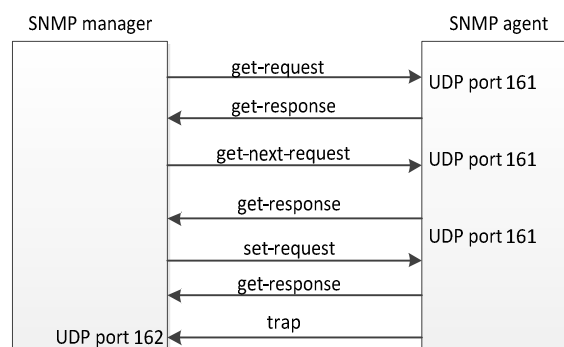 SNMP manager
SNMP agent
get-request
UDP port 161
get-response
get-next-request
UDP port 161
get-response
UDP port 161
set-request
get-response
trap
UDP port 162